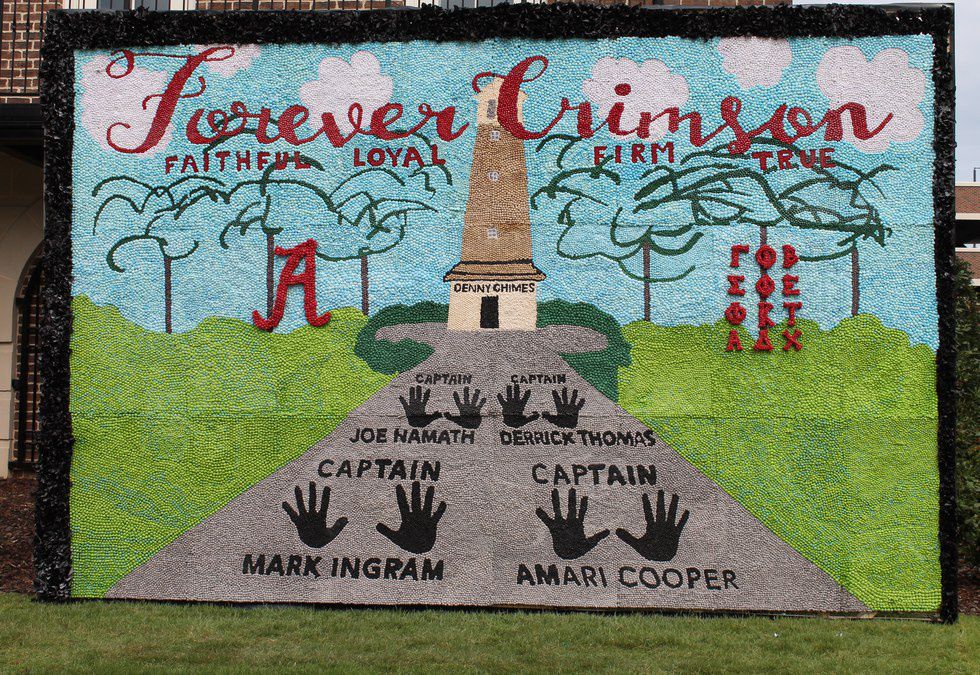 Forever Crimson
FAITHFUL LOYAL FIRM TRUE
A
DENNY CHIMES
ΓΦΒ
ΣΘΕ
ΦΚΤ
ΑΔΧ
CAPTAIN CAPTAIN
JOE NAMATH DERRICK THOMAS
CAPTAIN CAPTAIN
MARK INGRAM AMARI COOPER